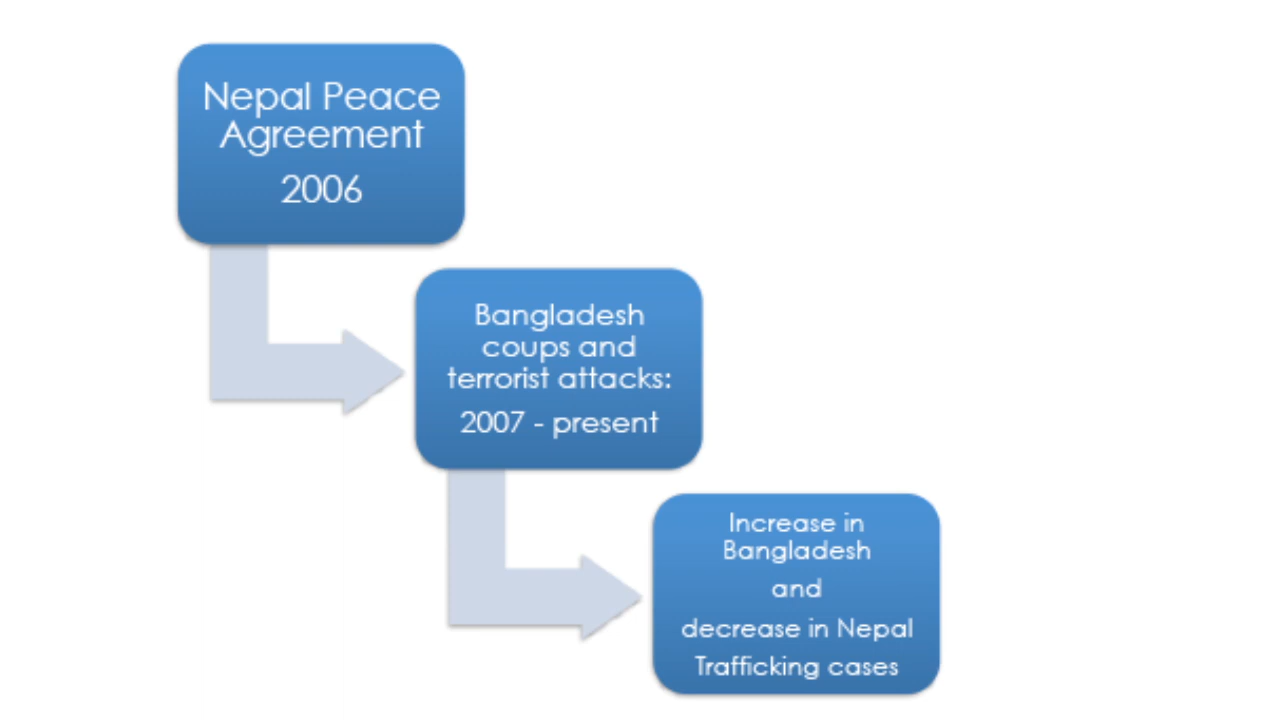 Nepal Peace
Agreement
2006
Bangladesh
coups and
terrorist attacks:
2007 - present
Increase in
Bangladesh
and
decrease in Nepal
Trafficking cases